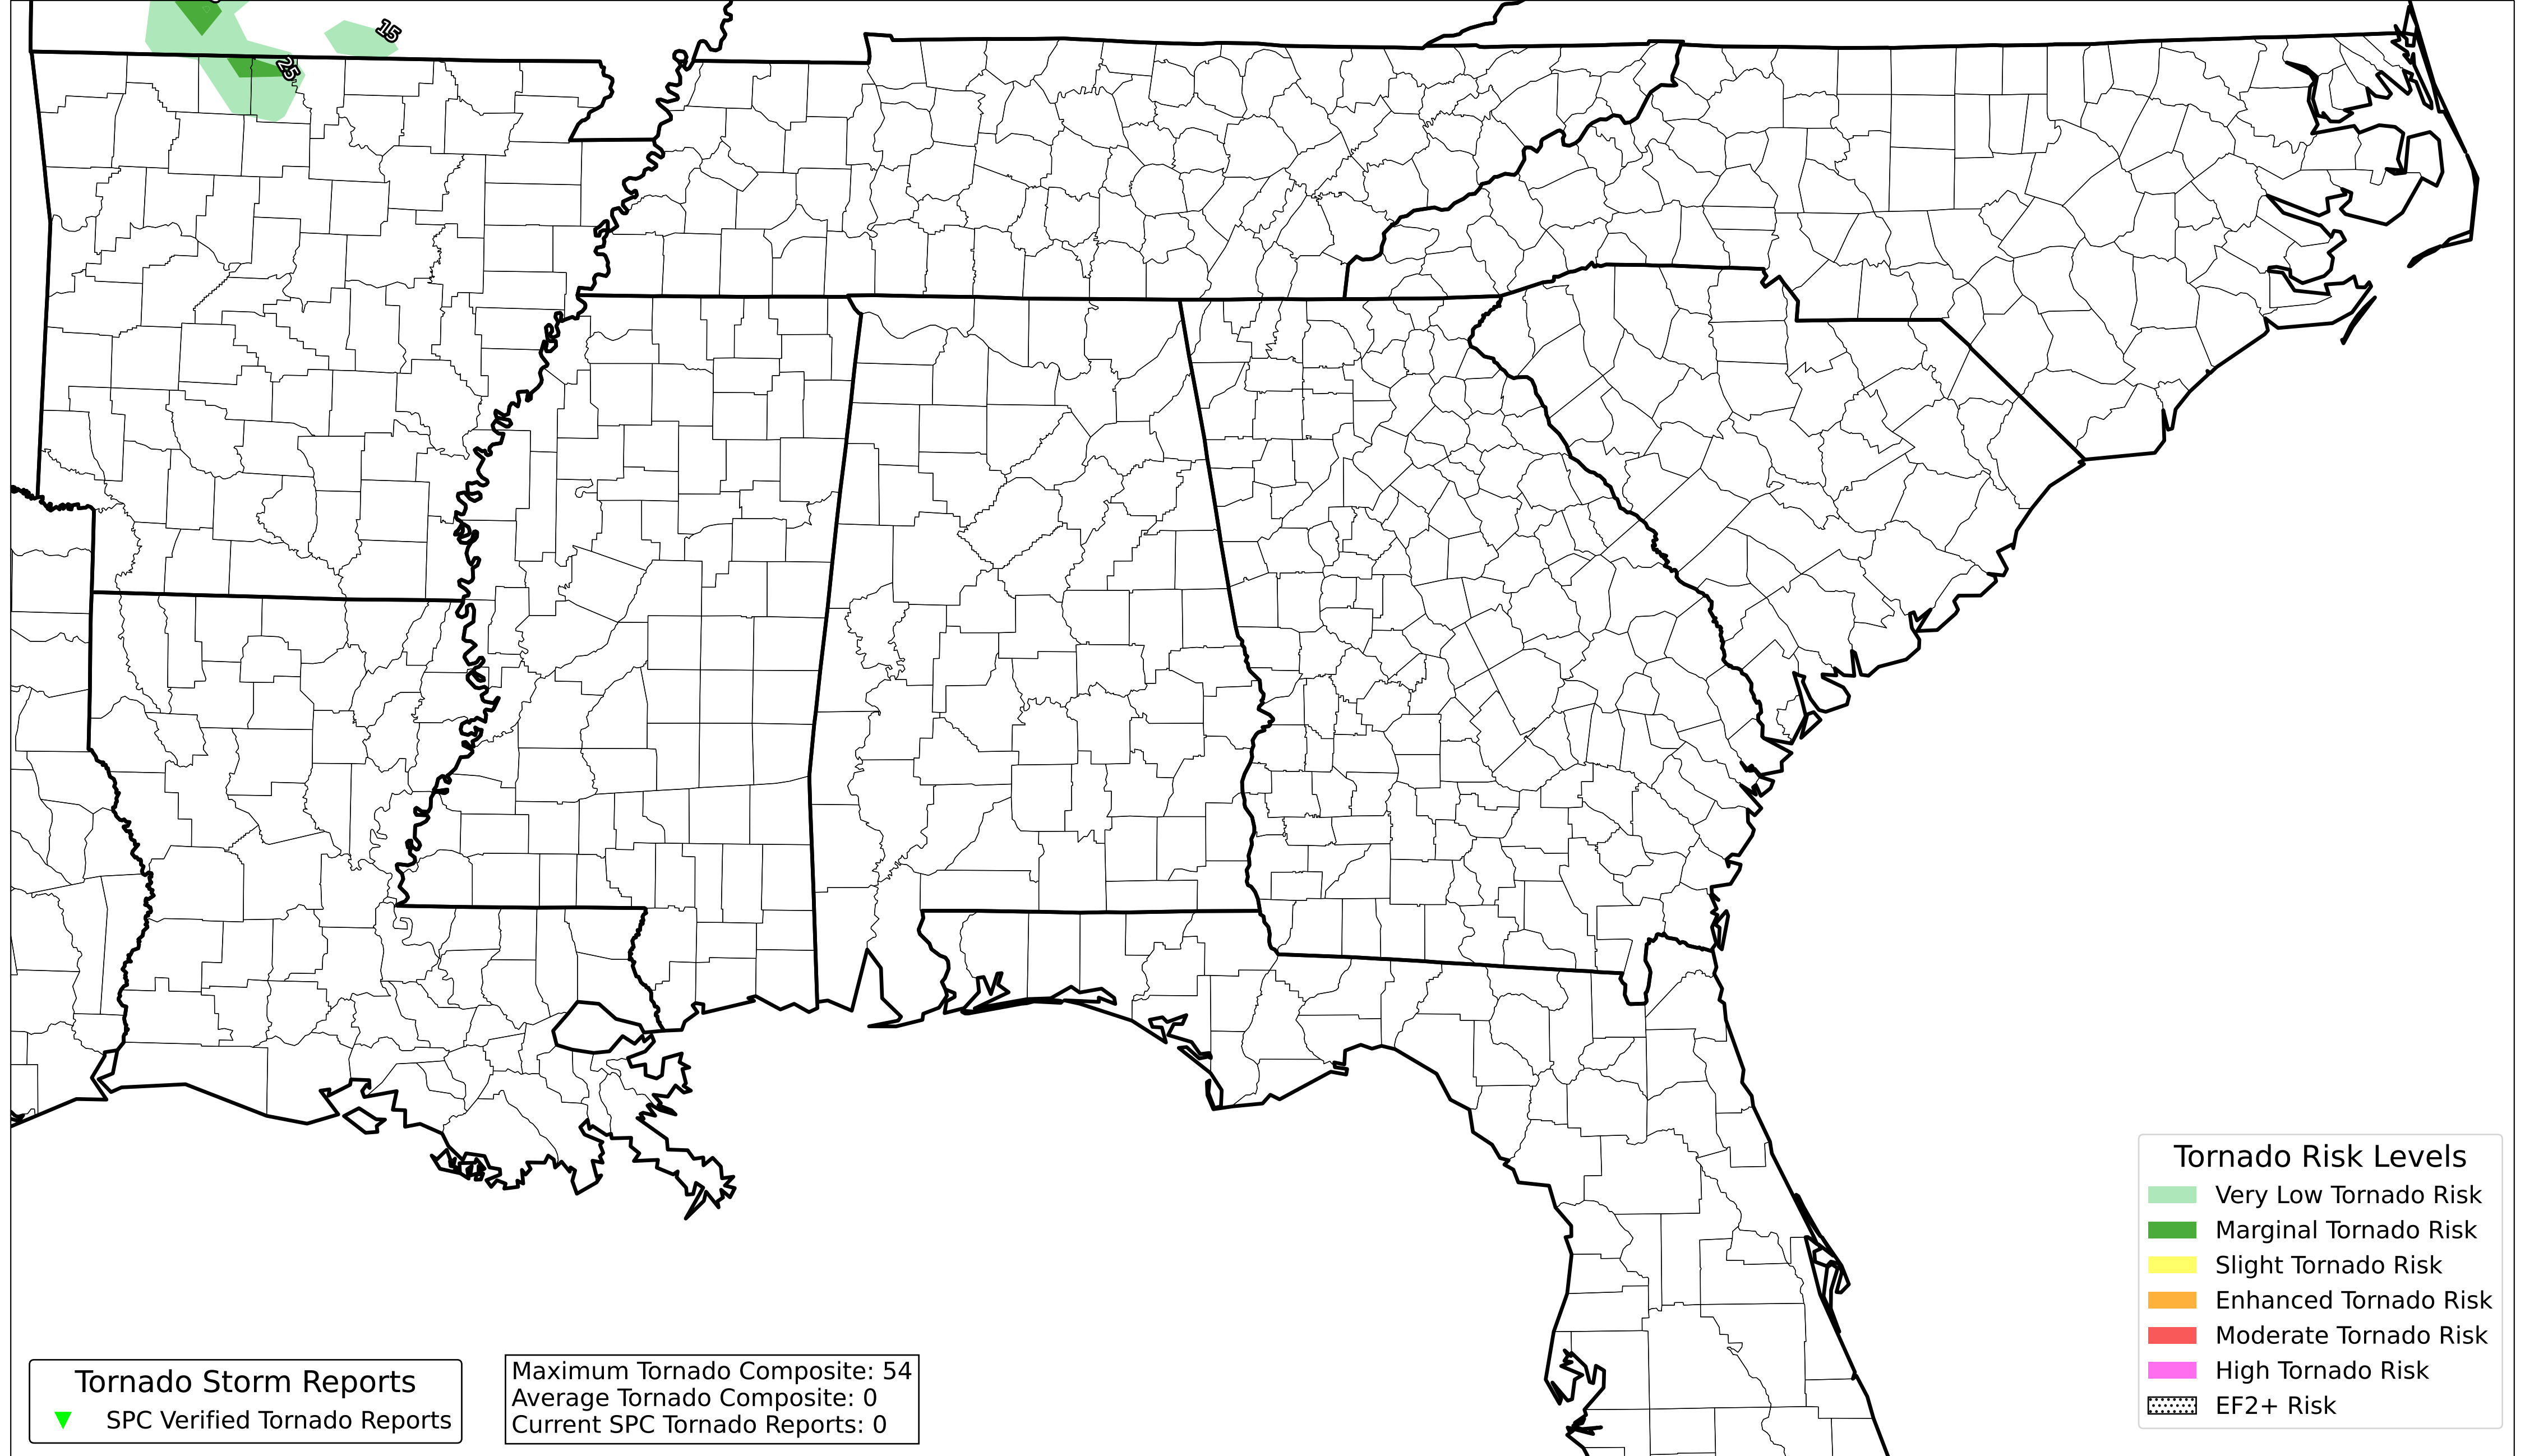 15
25
Tornado Risk Levels
Very Low Tornado Risk
Marginal Tornado Risk
Slight Tornado Risk
Enhanced Tornado Risk
Moderate Tornado Risk
High Tornado Risk
EF2+ Risk
Tornado Storm Reports
SPC Verified Tornado Reports
Maximum Tornado Composite: 54
Average Tornado Composite: 0
Current SPC Tornado Reports: 0